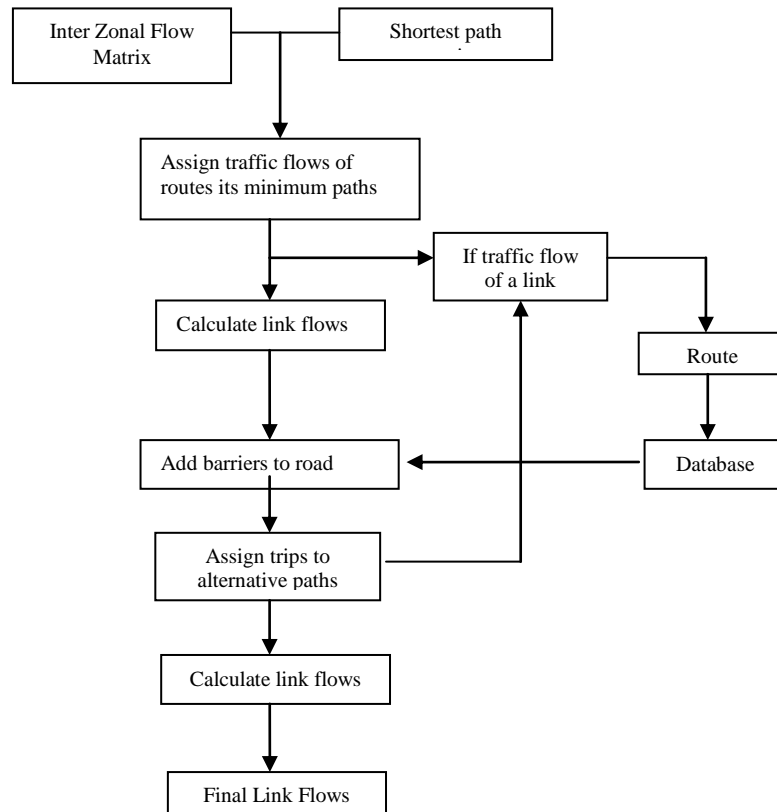 Inter Zonal Flow
Matrix
Shortest path
Assign traffic flows of
routes its minimum paths
If traffic flow
of a link
Calculate link flows
Route
Add barriers to road
Database
Assign trips to
alternative paths
Calculate link flows
Final Link Flows